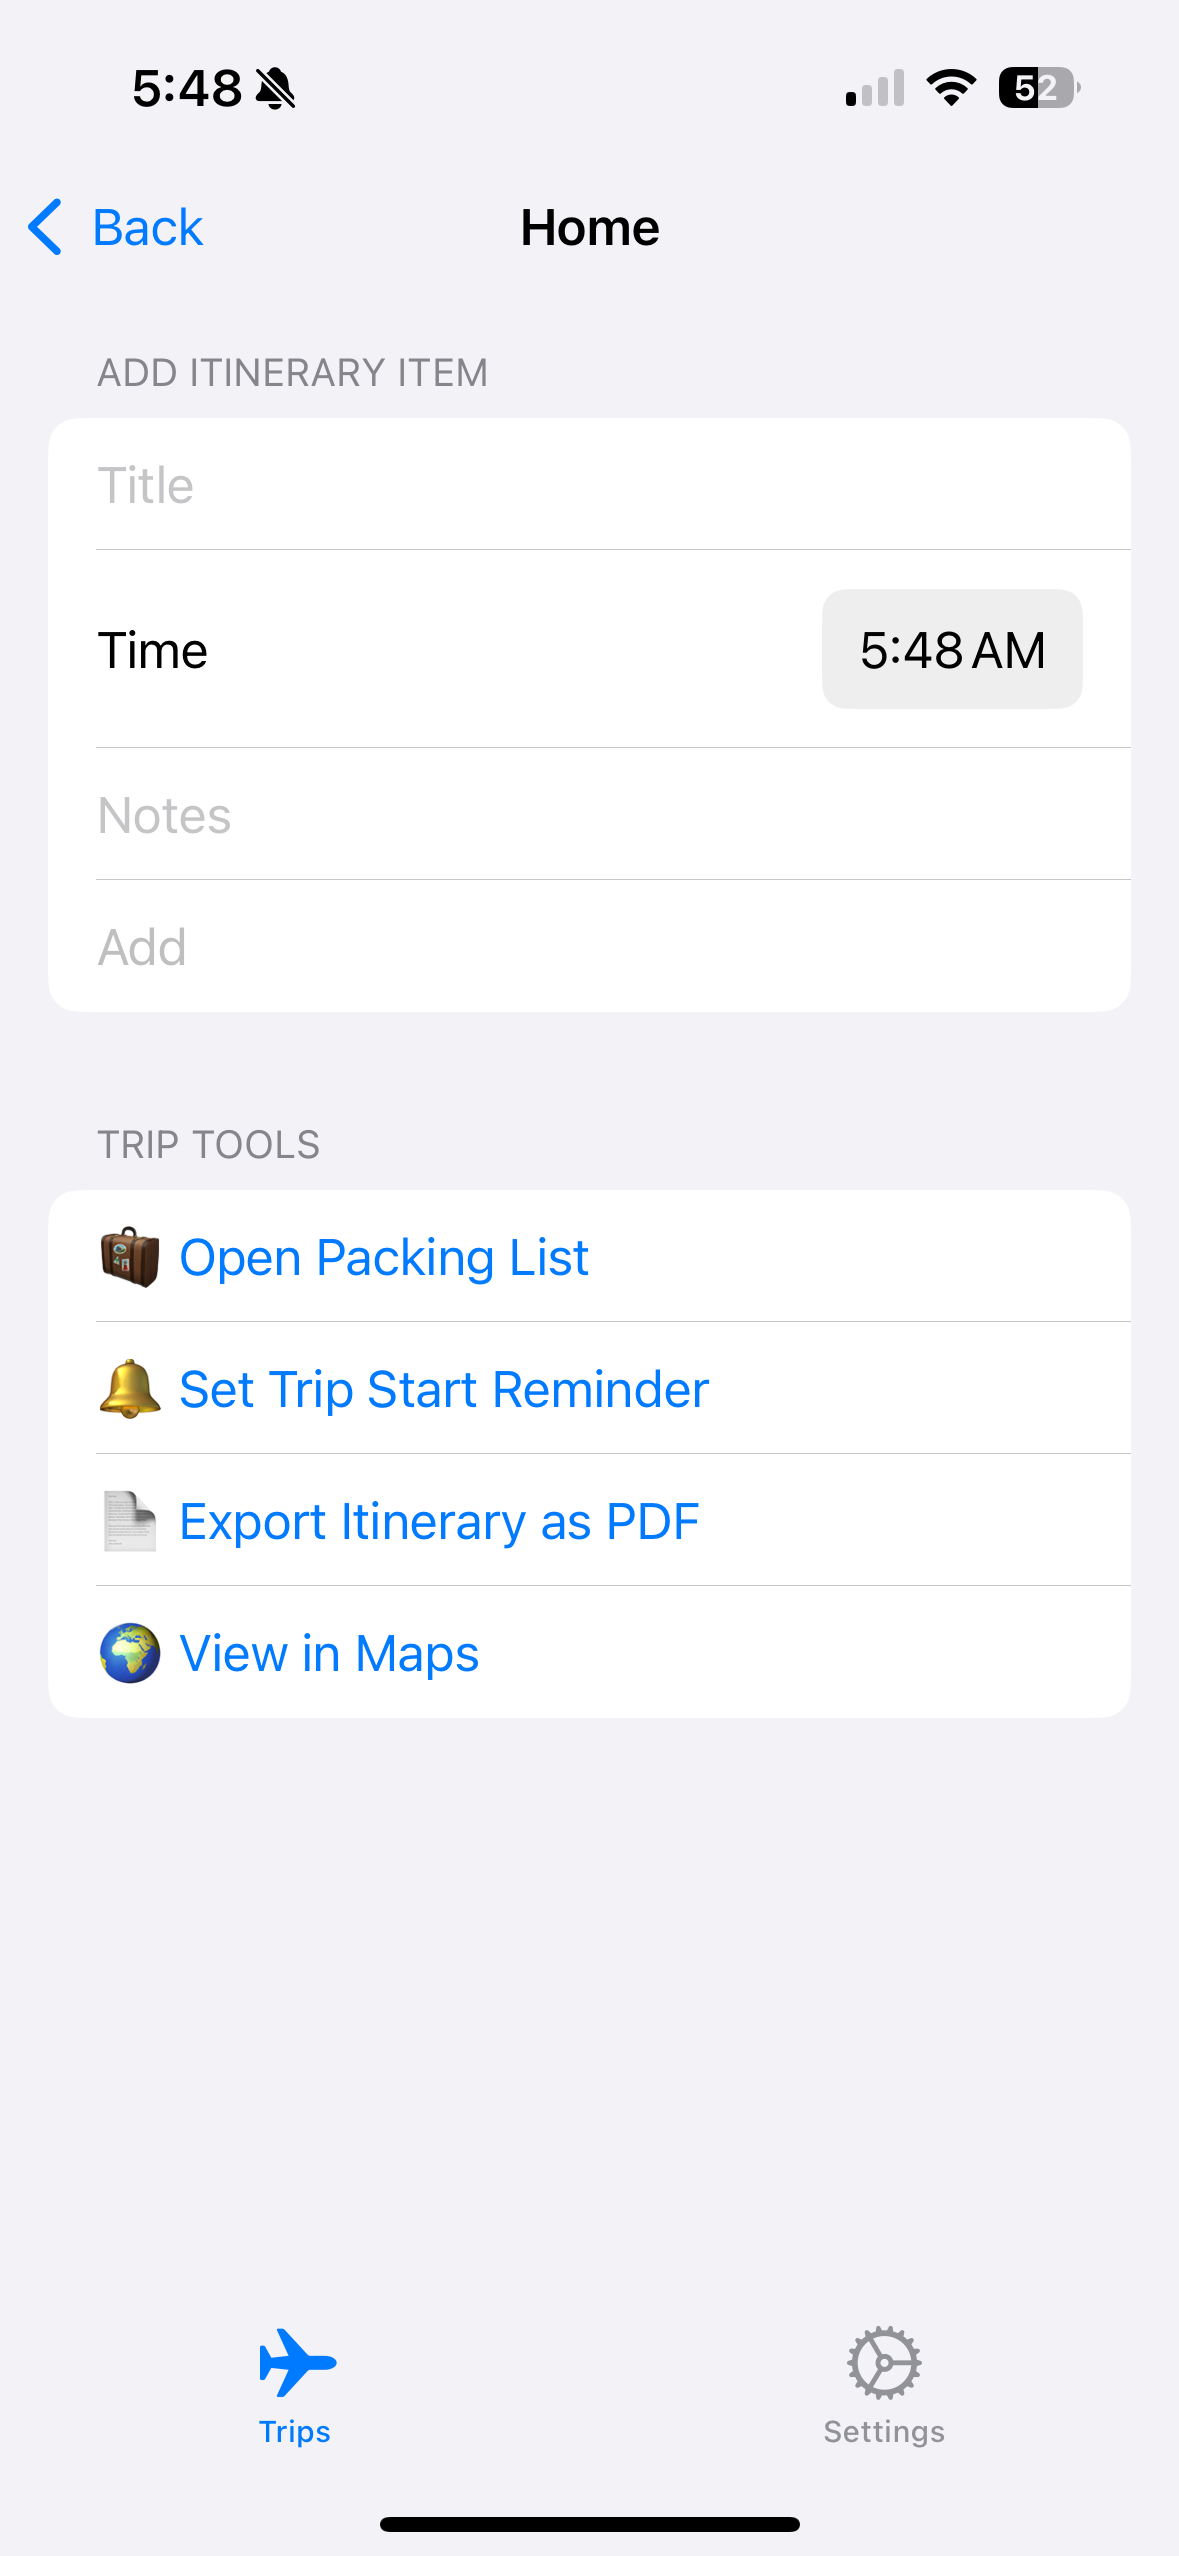 5:48
52
Back
Home
ADD ITINERARY ITEM
Title
Time
5:48 AM
Notes
Add
TRIP TOOLS
Open Packing List
Set Trip Start Reminder
Export Itinerary as PDF
View in Maps
Trips
Settings